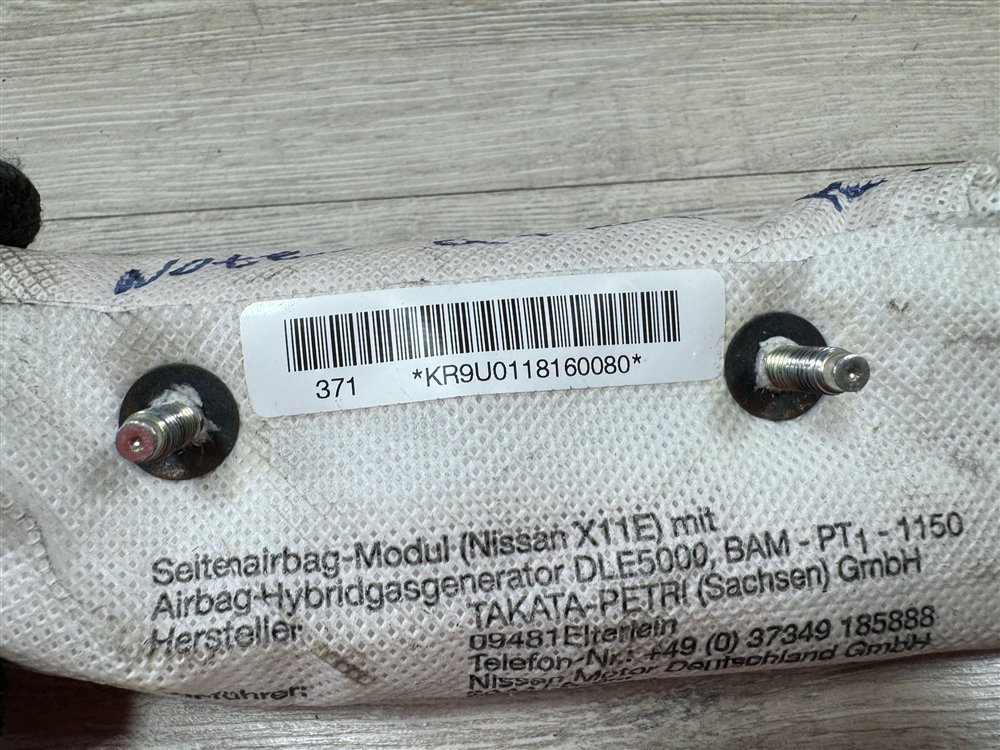 Note
371 *KR9U0118160080*
Seitenairbag-Modul (Nissan X11E) mit
Airbag-Hybridgasgenerator DLE5000, BAM - PT1 - 1150
Hersteller: TAKATA-PETRI (Sachsen) GmbH
09481 Elterlein
Telefon-Nr.: +49 (0) 37349 185888
Nissan Motor Deutschland GmbH